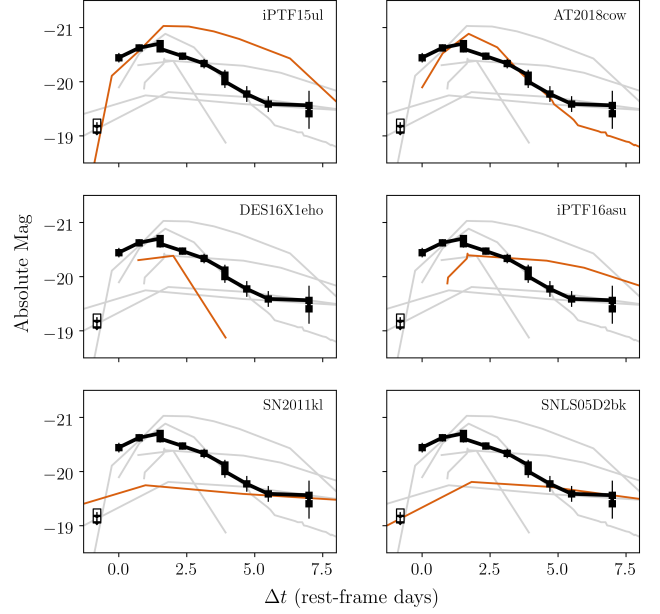 iPTF15ul
AT2018cow
−21
−20
−19
DES16X1eho
iPTF16asu
−21
−20
−19
Absolute Mag
SN2011kl
SNLS05D2bk
−21
−20
−19
0.0 2.5 5.0 7.5 0.0 2.5 5.0 7.5
Δt (rest-frame days)